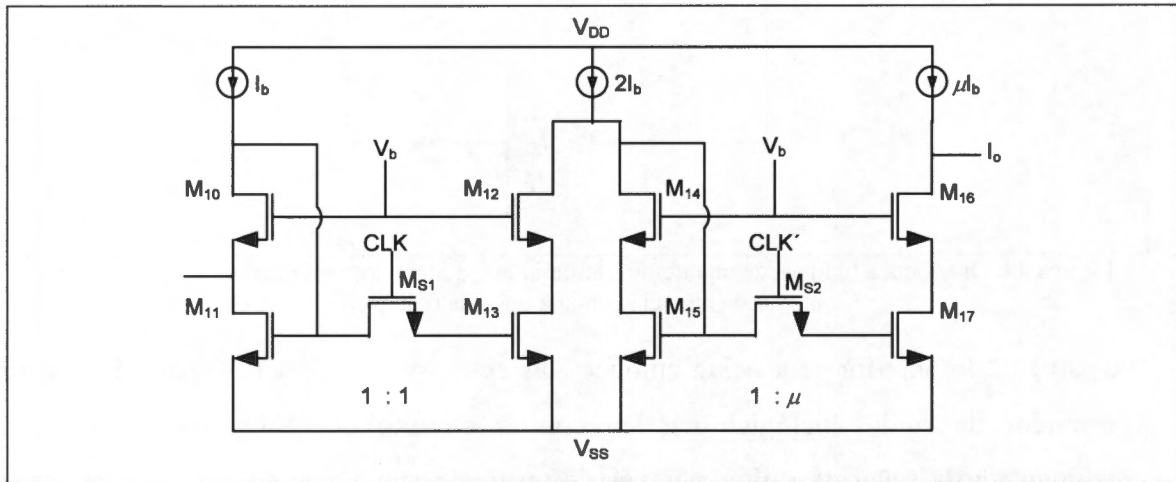 V_DD
I_b
2I_b
μI_b
V_b
V_b
I_o
M_10
M_12
M_14
M_16
CLK
CLK´
M_S1
M_S2
M_11
M_13
M_15
M_17
1 : 1
1 : μ
V_SS